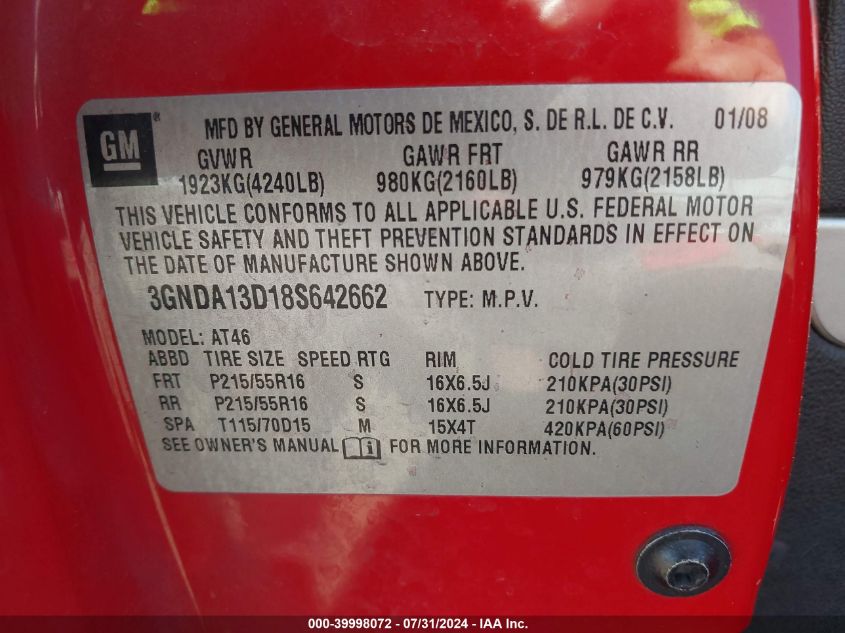 GM ® MFD BY GENERAL MOTORS DE MEXICO, S. DE R.L. DE C.V. 01/08
GVWR GAWR FRT GAWR RR
1923KG(4240LB) 980KG(2160LB) 979KG(2158LB)
THIS VEHICLE CONFORMS TO ALL APPLICABLE U.S. FEDERAL MOTOR
VEHICLE SAFETY AND THEFT PREVENTION STANDARDS IN EFFECT ON
THE DATE OF MANUFACTURE SHOWN ABOVE.
3GNDA13D18S642662 TYPE: M.P.V.
MODEL: AT46
ABBD TIRE SIZE SPEED RTG RIM COLD TIRE PRESSURE
FRT P215/55R16 S 16X6.5J 210KPA(30PSI)
RR P215/55R16 S 16X6.5J 210KPA(30PSI)
SPA T115/70D15 M 15X4T 420KPA(60PSI)
SEE OWNER'S MANUAL i FOR MORE INFORMATION.
000-39998072 - 07/31/2024 - IAA Inc.